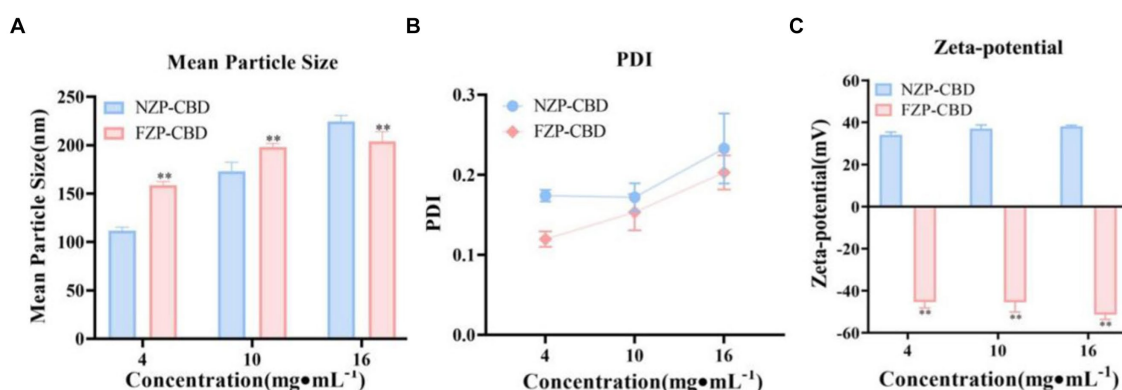 A
Mean Particle Size
NZP-CBD
FZP-CBD
Mean Particle Size(nm)
250
200
150
100
50
0
**
**
**
4
10
16
Concentration(mg●mL⁻¹)
B
PDI
NZP-CBD
FZP-CBD
PDI
0.3
0.2
0.1
0.0
4
10
16
Concentration(mg●mL⁻¹)
C
Zeta-potential
NZP-CBD
FZP-CBD
Zeta-potential(mV)
60
40
20
0
-20
-40
-60
**
**
**
4
10
16
Concentration(mg●mL⁻¹)